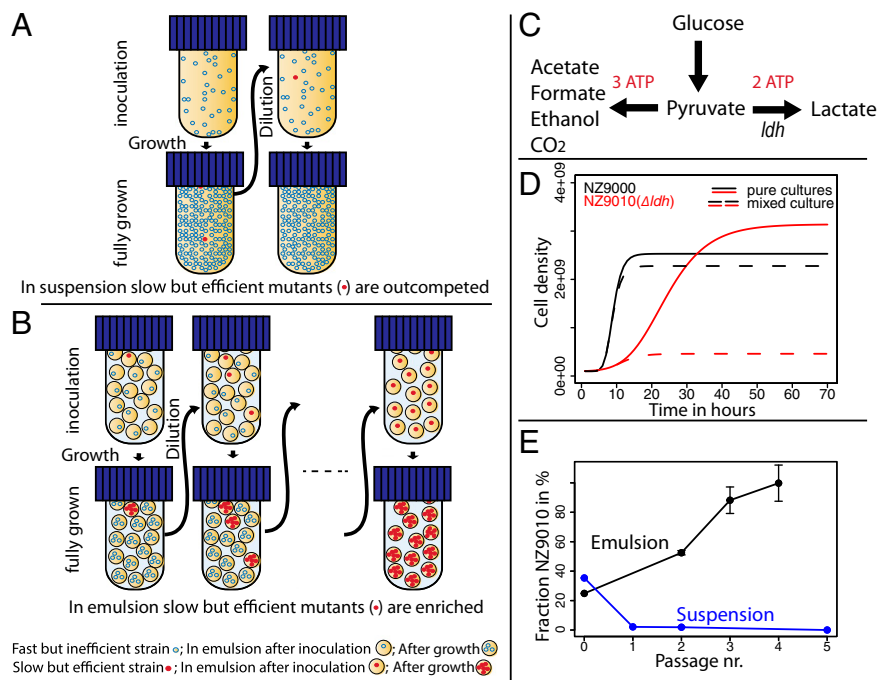 A
inoculation
Growth
Dilution
fully grown
In suspension slow but efficient mutants (•) are outcompeted
B
inoculation
Growth
Dilution
fully grown
In emulsion slow but efficient mutants (•) are enriched
Fast but inefficient strain ; In emulsion after inoculation ; After growth
Slow but efficient strain ; In emulsion after inoculation ; After growth
C
Glucose
Acetate
Formate
Ethanol
CO2
3 ATP
Pyruvate
2 ATP
ldh
Lactate
D
NZ9000
NZ9010(Δldh)
pure cultures
mixed culture
Cell density
4e+09
2e+09
0e+00
0 10 20 30 40 50 60 70
Time in hours
E
Fraction NZ9010 in %
80
60
40
20
0
Emulsion
Suspension
0 1 2 3 4 5
Passage nr.